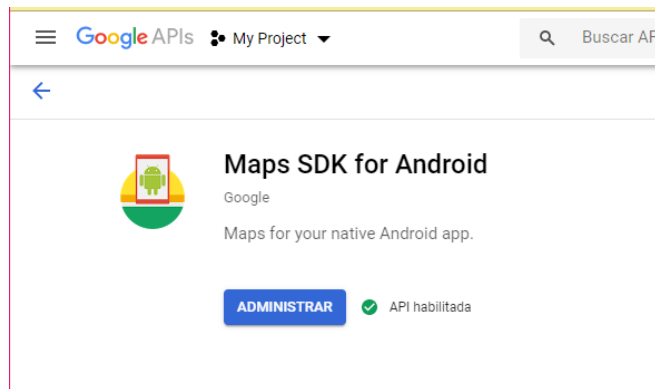 Google APIs My Project Buscar AP
Maps SDK for Android
Google
Maps for your native Android app.
ADMINISTRAR API habilitada